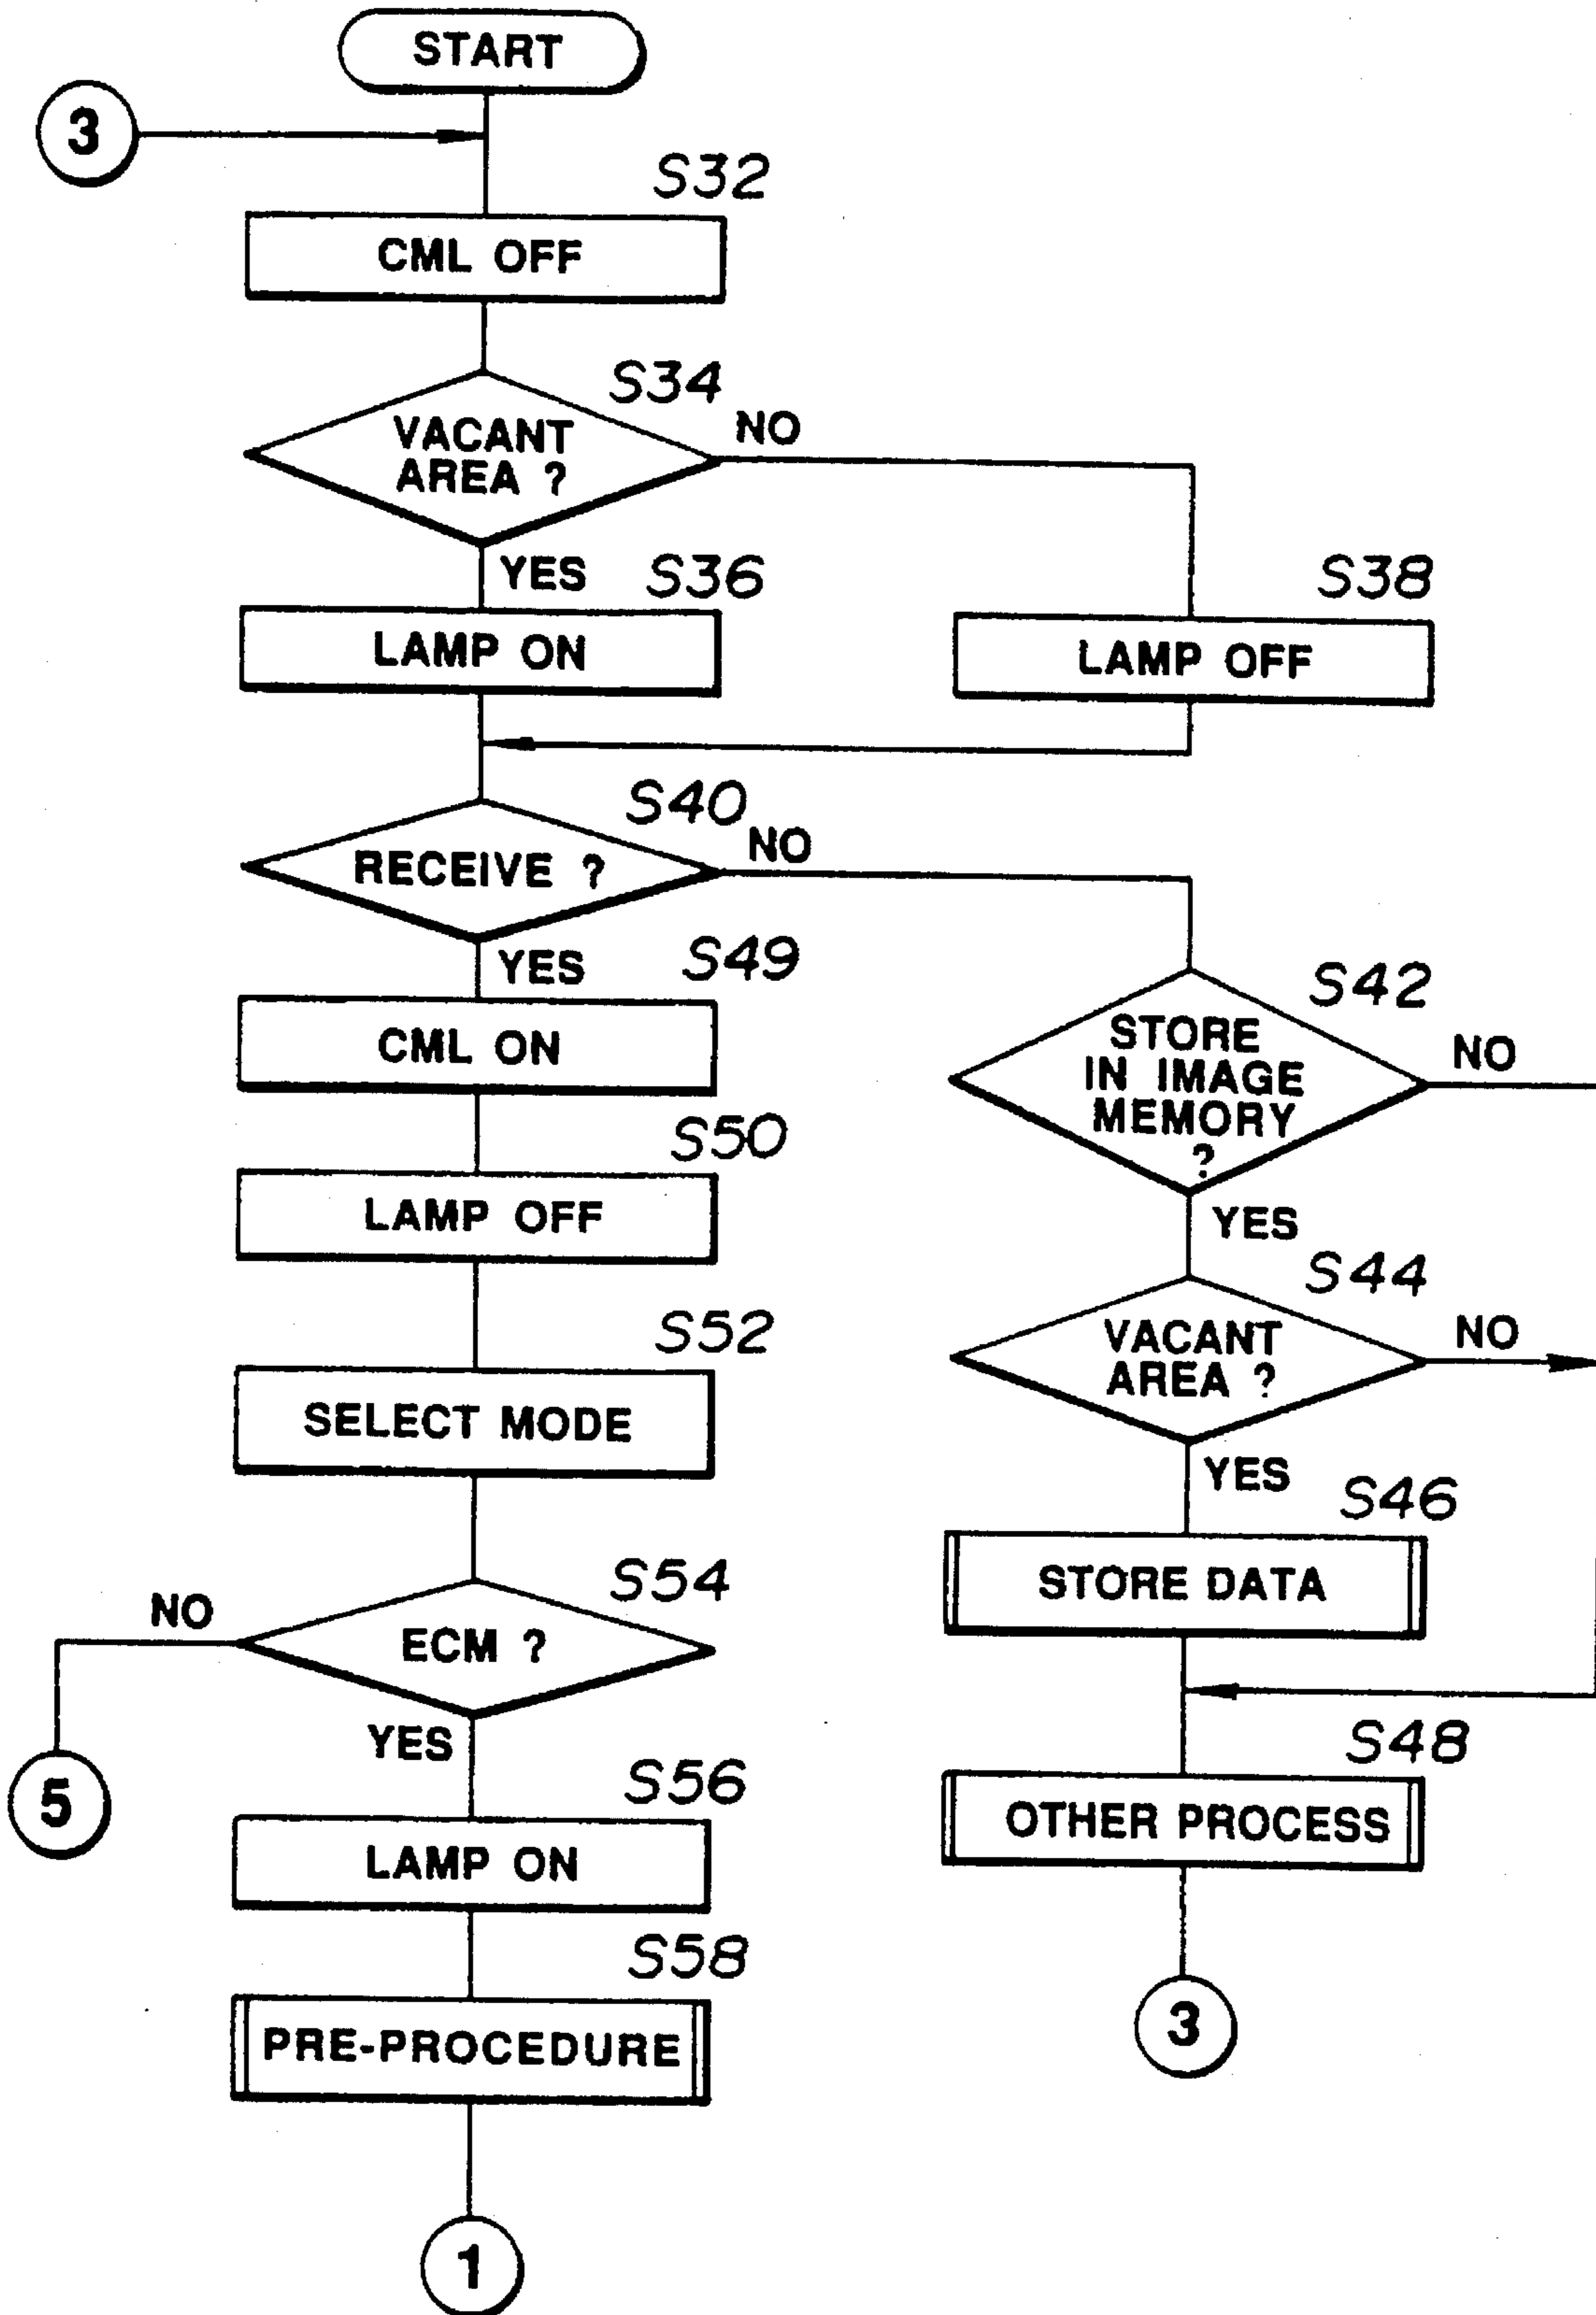 START
3
S32
CML OFF
S34
VACANT
AREA ?
NO
YES
S36
LAMP ON
S38
LAMP OFF
S40
RECEIVE ?
NO
YES
S49
CML ON
S42
STORE
IN IMAGE
MEMORY
?
NO
YES
S50
LAMP OFF
S44
VACANT
AREA ?
NO
YES
S52
SELECT MODE
S46
STORE DATA
S54
ECM ?
NO
YES
5
S48
OTHER PROCESS
3
S56
LAMP ON
S58
PRE-PROCEDURE
1